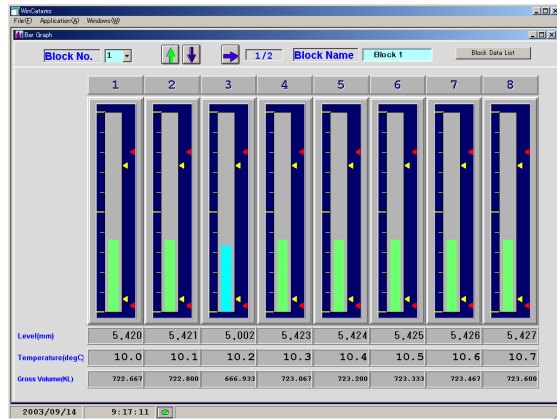 WinCatams
File(F) Application(A) Windows(W)
Bar Graph
Block No. 1 1/2 Block Name Block 1 Block Data List
1 2 3 4 5 6 7 8
Level(mm) 5,420 5,421 5,002 5,423 5,424 5,425 5,426 5,427
Temperature(degC) 10.0 10.1 10.2 10.3 10.4 10.5 10.6 10.7
Gross Volume(KL) 722.667 722.800 666.933 723.067 723.200 723.333 723.467 723.600
2003/09/14 9:17:11